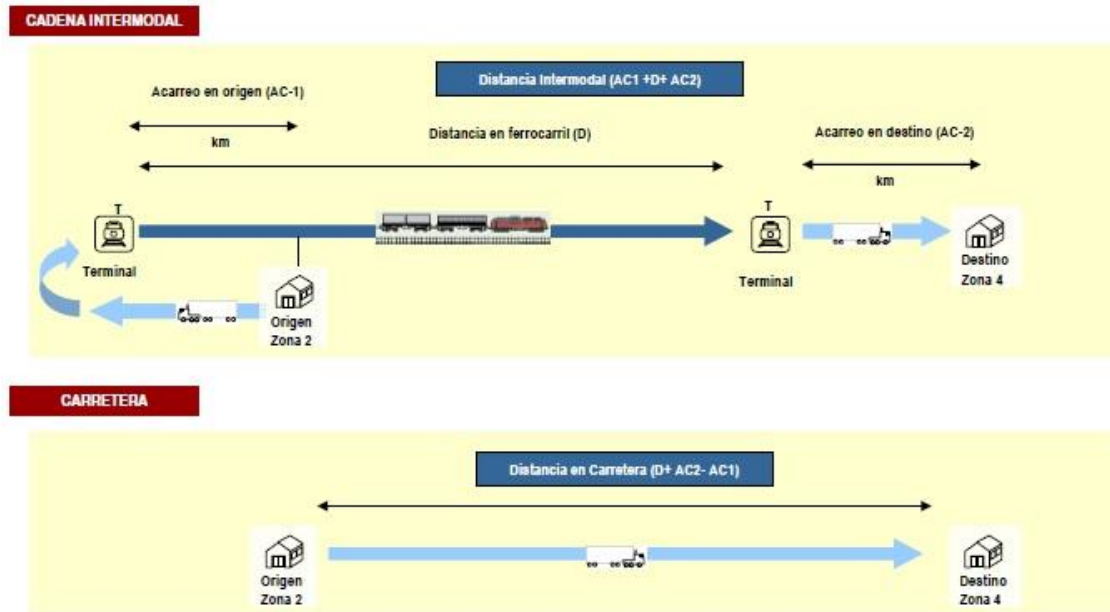 CADENA INTERMODAL
Distancia Intermodal (AC1 +D+ AC2)
Acarreo en origen (AC-1)
km
Distancia en ferrocarril (D)
Acarreo en destino (AC-2)
km
T
Terminal
T
Terminal
Destino
Zona 4
Origen
Zona 2
CARRETERA
Distancia en Carretera (D+ AC2- AC1)
Origen
Zona 2
Destino
Zona 4